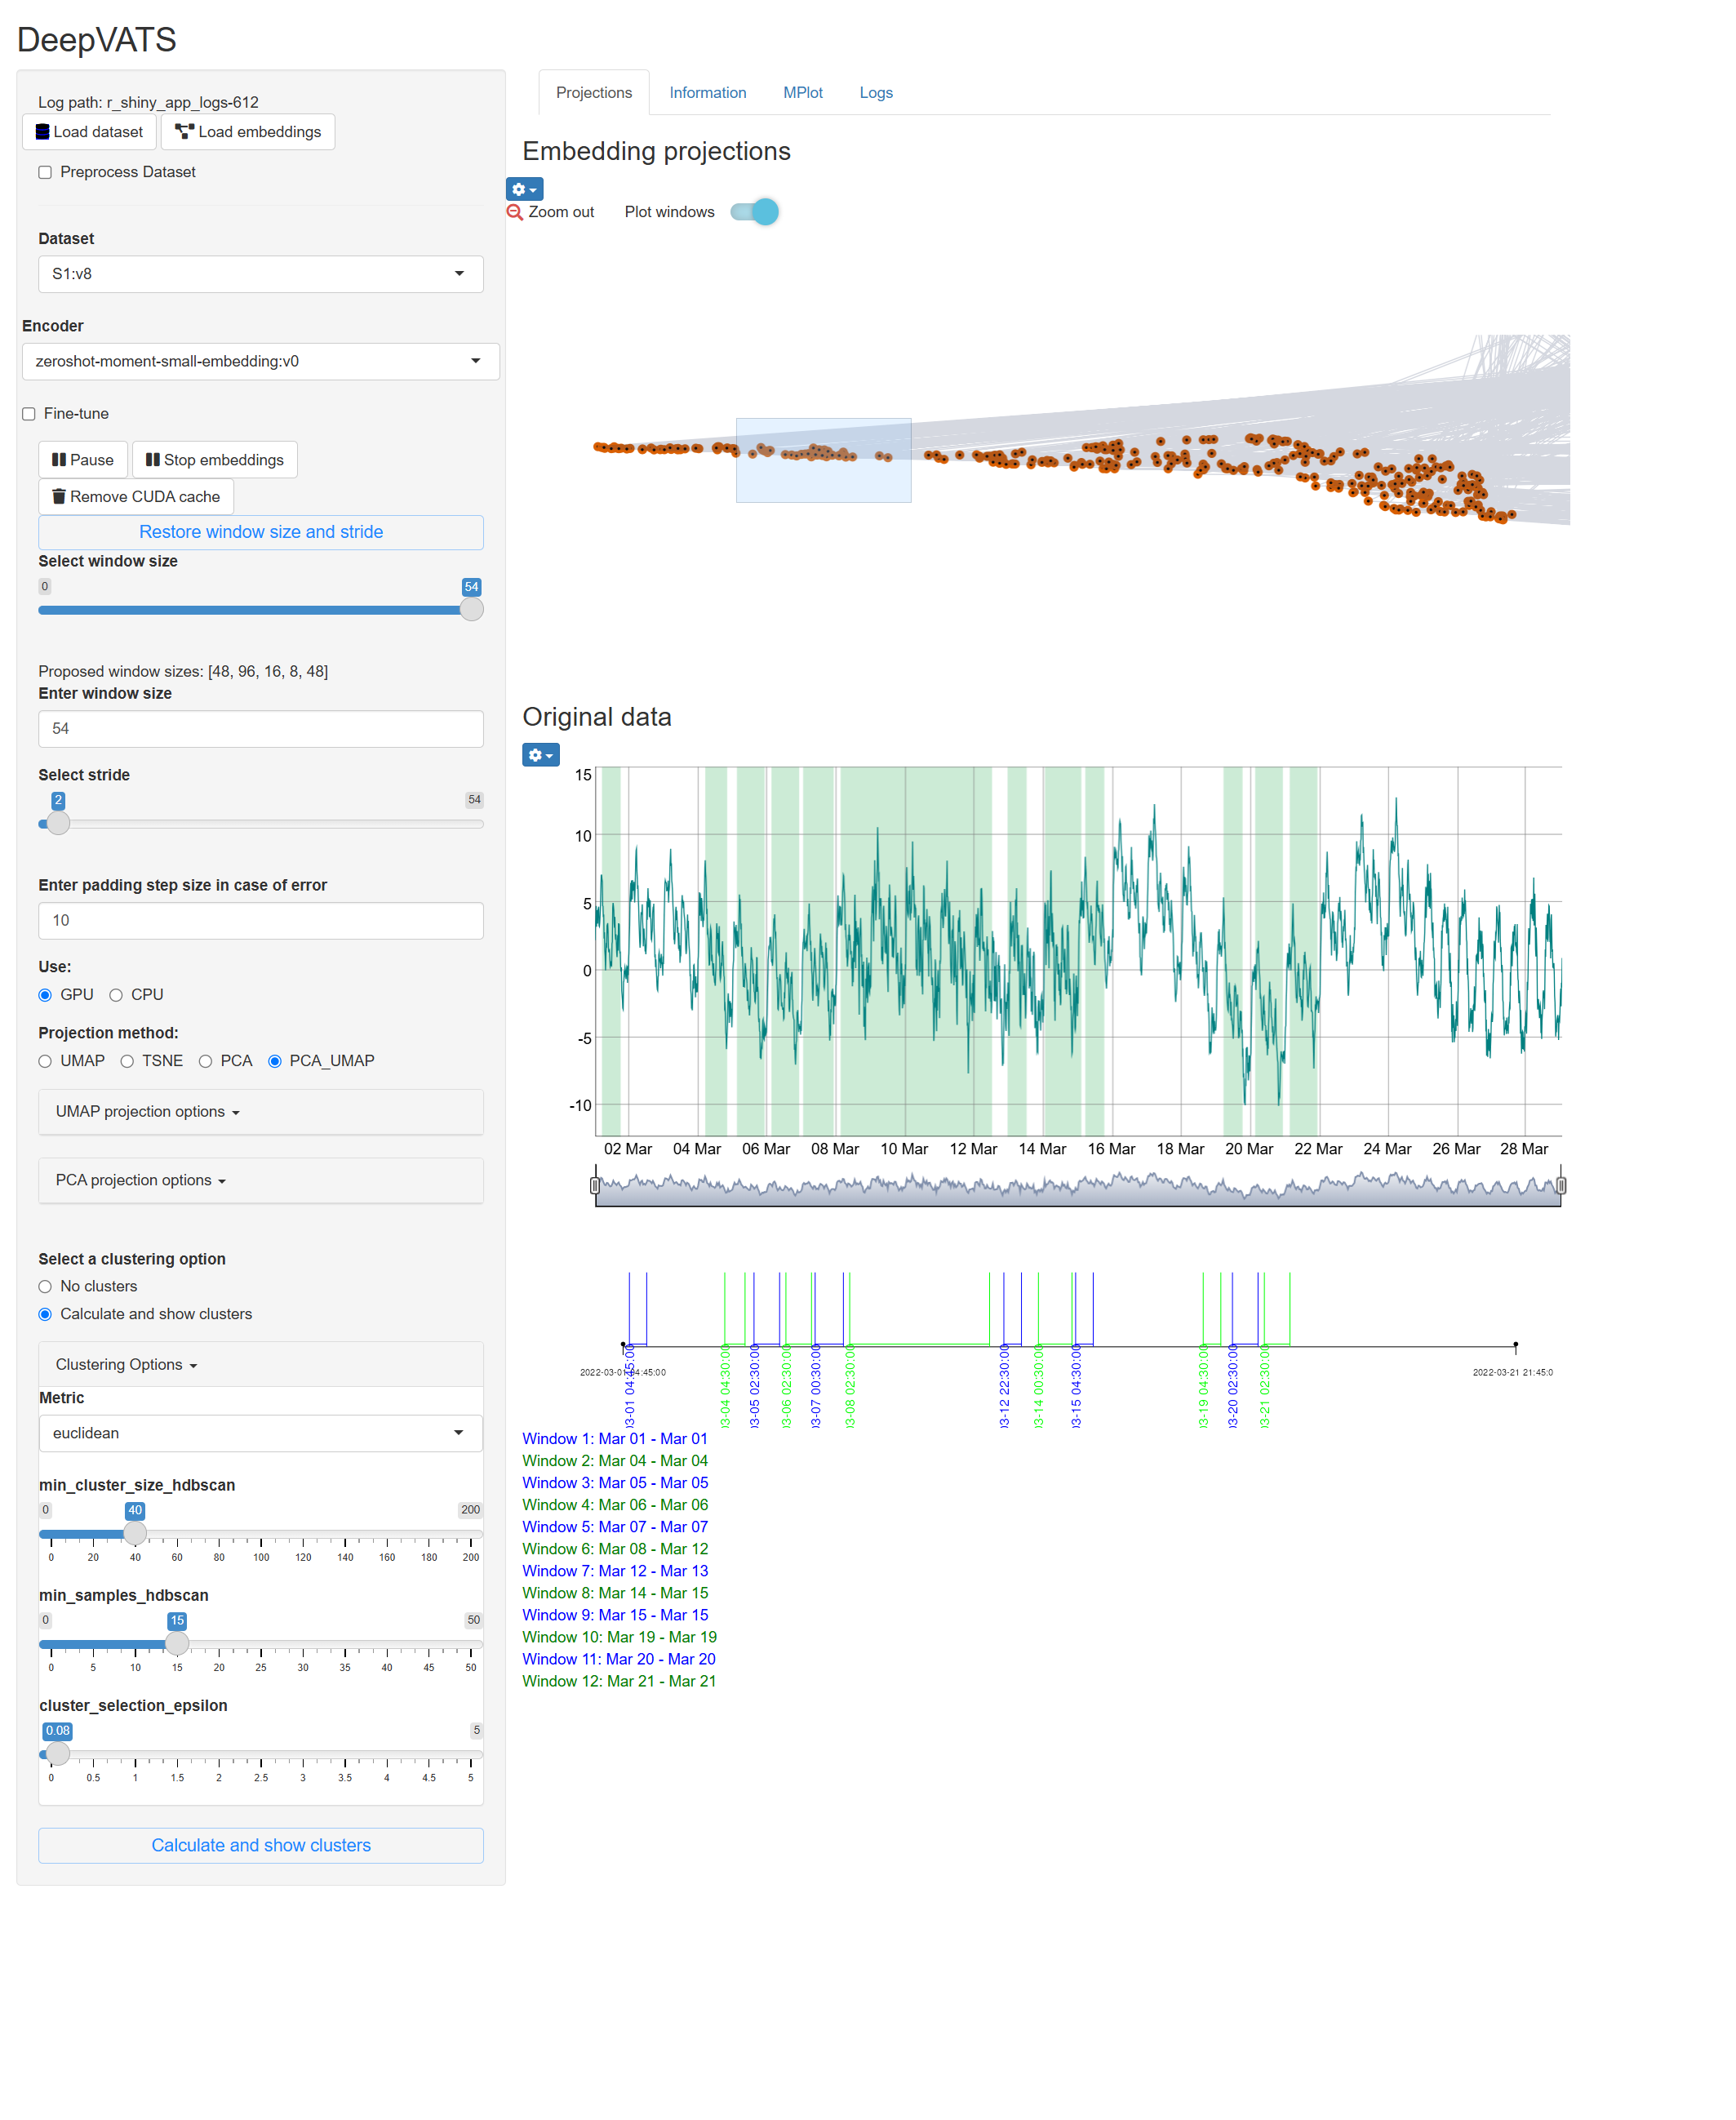 DeepVATS
Log path: r_shiny_app_logs-612
Load dataset Load embeddings
Preprocess Dataset
Dataset
S1:v8
Encoder
zeroshot-moment-small-embedding:v0
Fine-tune
Pause Stop embeddings
Remove CUDA cache
Restore window size and stride
Select window size
0 54
Proposed window sizes: [48, 96, 16, 8, 48]
Enter window size
54
Select stride
2 54
Enter padding step size in case of error
10
Use:
GPU CPU
Projection method:
UMAP TSNE PCA PCA_UMAP
UMAP projection options
PCA projection options
Select a clustering option
No clusters
Calculate and show clusters
Clustering Options
Metric
euclidean
min_cluster_size_hdbscan
0 40 200
0 20 40 60 80 100 120 140 160 180 200
min_samples_hdbscan
0 15 50
0 5 10 15 20 25 30 35 40 45 50
cluster_selection_epsilon
0.08 5
0 0.5 1 1.5 2 2.5 3 3.5 4 4.5 5
Calculate and show clusters
Projections Information MPlot Logs
Embedding projections
Zoom out Plot windows
Original data
15
10
5
0
-5
-10
02 Mar 04 Mar 06 Mar 08 Mar 10 Mar 12 Mar 14 Mar 16 Mar 18 Mar 20 Mar 22 Mar 24 Mar 26 Mar 28 Mar
2022-03-01 04:45:00 2022-03-21 21:45:0
3-01 04:45:00
3-04 04:30:00
3-05 02:30:00
3-06 02:30:00
3-07 00:30:00
3-08 02:30:00
3-12 22:30:00
3-14 00:30:00
3-15 04:30:00
3-19 04:30:00
3-20 02:30:00
3-21 02:30:00
Window 1: Mar 01 - Mar 01
Window 2: Mar 04 - Mar 04
Window 3: Mar 05 - Mar 05
Window 4: Mar 06 - Mar 06
Window 5: Mar 07 - Mar 07
Window 6: Mar 08 - Mar 12
Window 7: Mar 12 - Mar 13
Window 8: Mar 14 - Mar 15
Window 9: Mar 15 - Mar 15
Window 10: Mar 19 - Mar 19
Window 11: Mar 20 - Mar 20
Window 12: Mar 21 - Mar 21